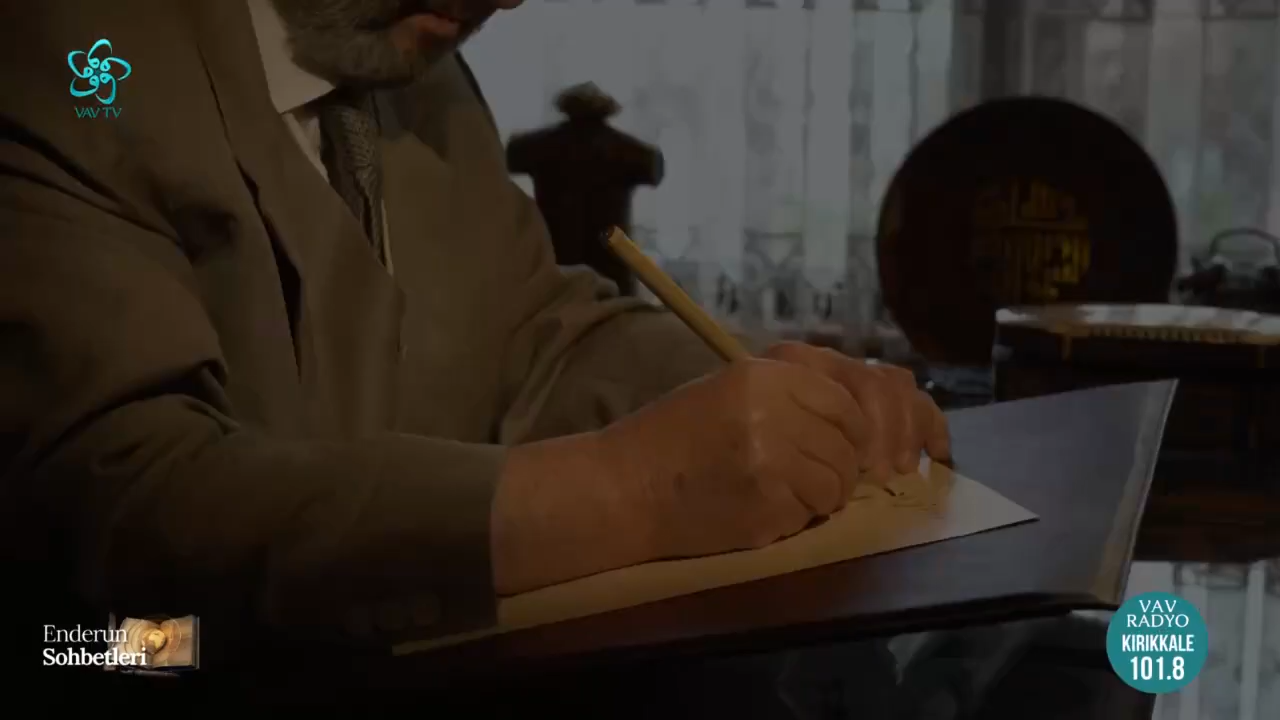 VAV TV
Enderun
Sohbetleri
VAV
RADYO
KIRIKKALE
101.8